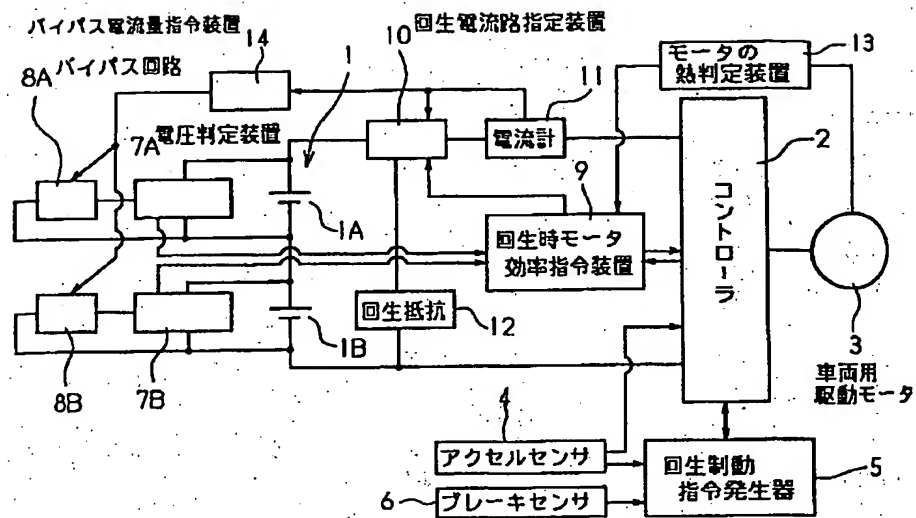 バイパス電流量指令装置
14
10
回生電流路指定装置
モータの
熱判定装置
13
8A
バイパス回路
7A
電圧判定装置
1
11
電流計
2
コントローラ
9
1A
回生時モータ
効率指令装置
回生抵抗
12
1B
3
車両用
駆動モータ
8B
7B
4
アクセルセンサ
回生制動
指令発生器
5
6
ブレーキセンサ